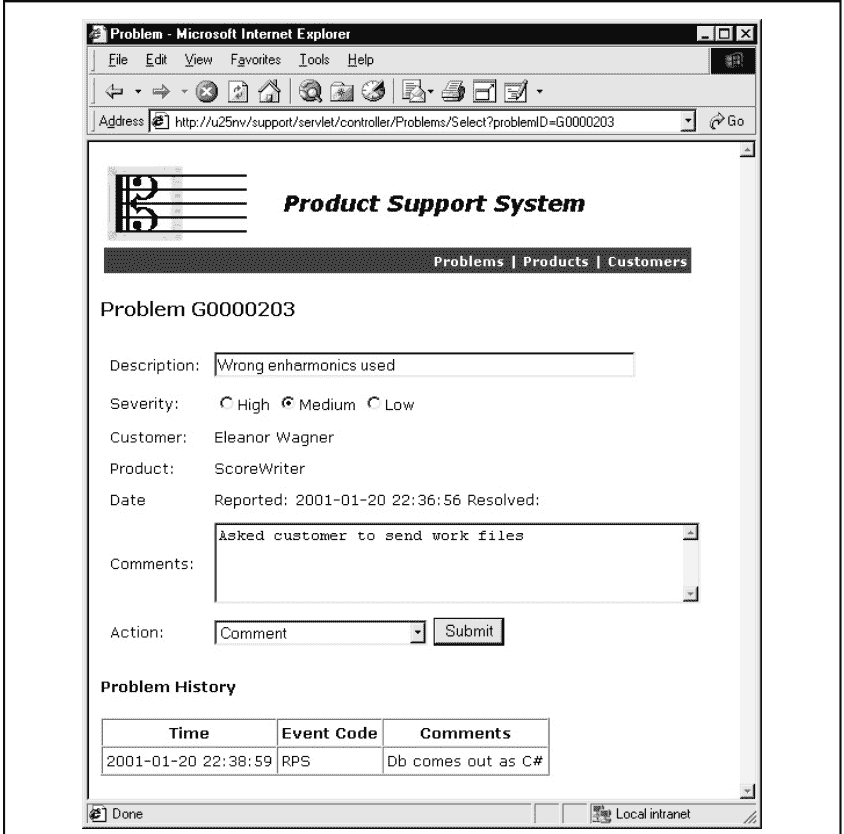 Problem - Microsoft Internet Explorer
File Edit View Favorites Tools Help
Address http://u25nv/support/servlet/controller/Problems/Select?problemID=G0000203 Go
Product Support System
Problems | Products | Customers
Problem G0000203
Description: Wrong enharmonics used
Severity: High Medium Low
Customer: Eleanor Wagner
Product: ScoreWriter
Date Reported: 2001-01-20 22:36:56 Resolved:
Comments: Asked customer to send work files
Action: Comment Submit
Problem History
Time Event Code Comments
2001-01-20 22:38:59 RPS Db comes out as C#
Done Local intranet